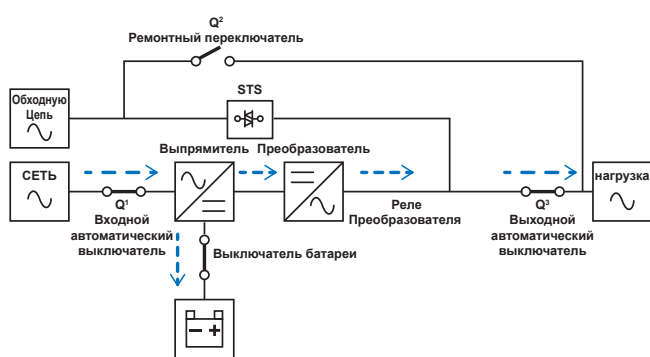 Q²
Ремонтный переключатель
STS
Обходную
Цепь
Выпрямитель Преобразователь
СЕТЬ
нагрузка
Q¹
Входной
автоматический
выключатель
Реле
Преобразователя
Q³
Выходной
автоматический
выключатель
Выключатель батареи